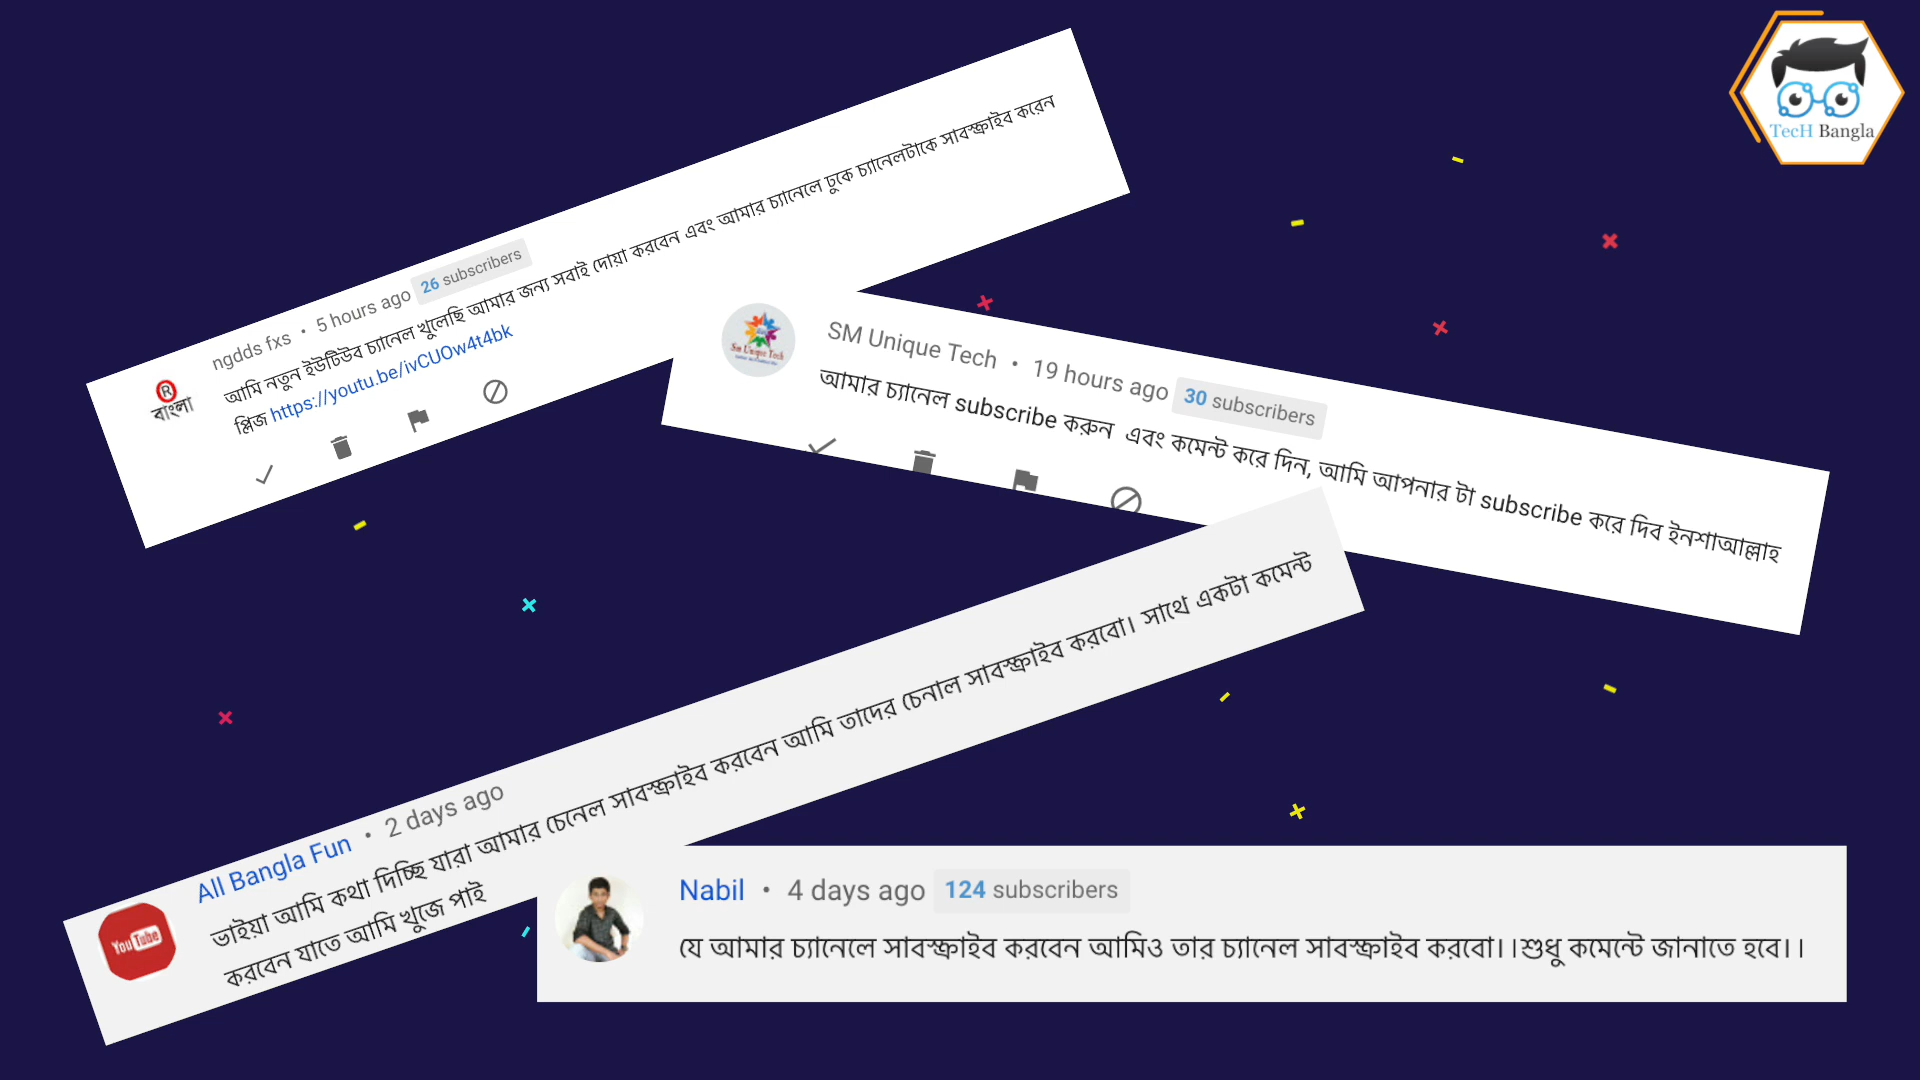 TecH Bangla
ngdds fxs • 5 hours ago 26 subscribers
আমি নতুন ইউটিউব চ্যানেল খুলেছি আমার জন্য সবাই দোয়া করবেন এবং আমার চ্যানেলে ঢুকে চ্যানেলটাকে সাবস্ক্রাইব করেন
প্লিজ https://youtu.be/ivCUOw4t4bk
® বাংলা
SM Unique Tech • 19 hours ago 30 subscribers
আমার চ্যানেল subscribe করুন এবং কমেন্ট করে দিন, আমি আপনার টা subscribe করে দিব ইনশাআল্লাহ
Sm Unique Tech
All Bangla Fun • 2 days ago
ভাইয়া আমি কথা দিচ্ছি যারা আমার চেনেল সাবস্ক্রাইব করবেন আমি তাদের চেনাল সাবস্ক্রাইব করবো। সাথে একটা কমেন্ট
করবেন যাতে আমি খুজে পাই
YouTube
Nabil • 4 days ago 124 subscribers
যে আমার চ্যানেলে সাবস্ক্রাইব করবেন আমিও তার চ্যানেল সাবস্ক্রাইব করবো।।শুধু কমেন্টে জানাতে হবে।।